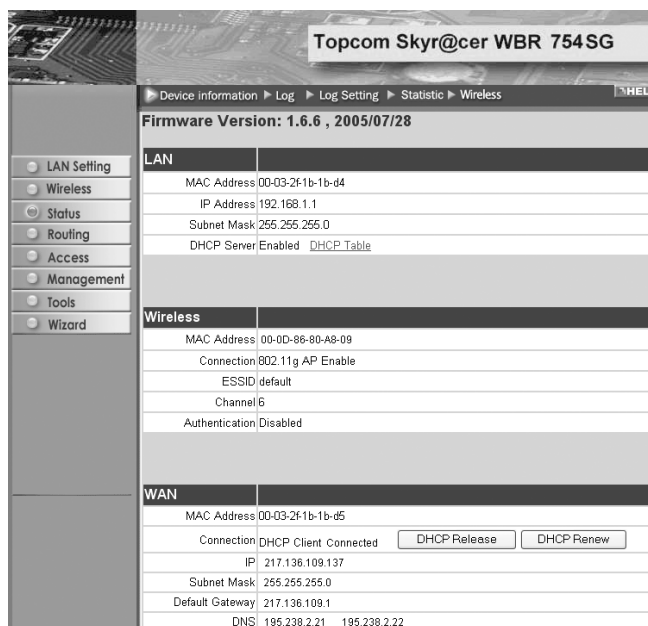 Topcom Skyr@cer WBR 754SG
Device information Log Log Setting Statistic Wireless HEL
Firmware Version: 1.6.6 , 2005/07/28
LAN Setting
Wireless
Status
Routing
Access
Management
Tools
Wizard
LAN
MAC Address 00-03-2f-1b-1b-d4
IP Address 192.168.1.1
Subnet Mask 255.255.255.0
DHCP Server Enabled DHCP Table
Wireless
MAC Address 00-0D-86-80-A8-09
Connection 802.11g AP Enable
ESSID default
Channel 6
Authentication Disabled
WAN
MAC Address 00-03-2f-1b-1b-d5
Connection DHCP Client Connected DHCP Release DHCP Renew
IP 217.136.109.137
Subnet Mask 255.255.255.0
Default Gateway 217.136.109.1
DNS 195.238.2.21 195.238.2.22